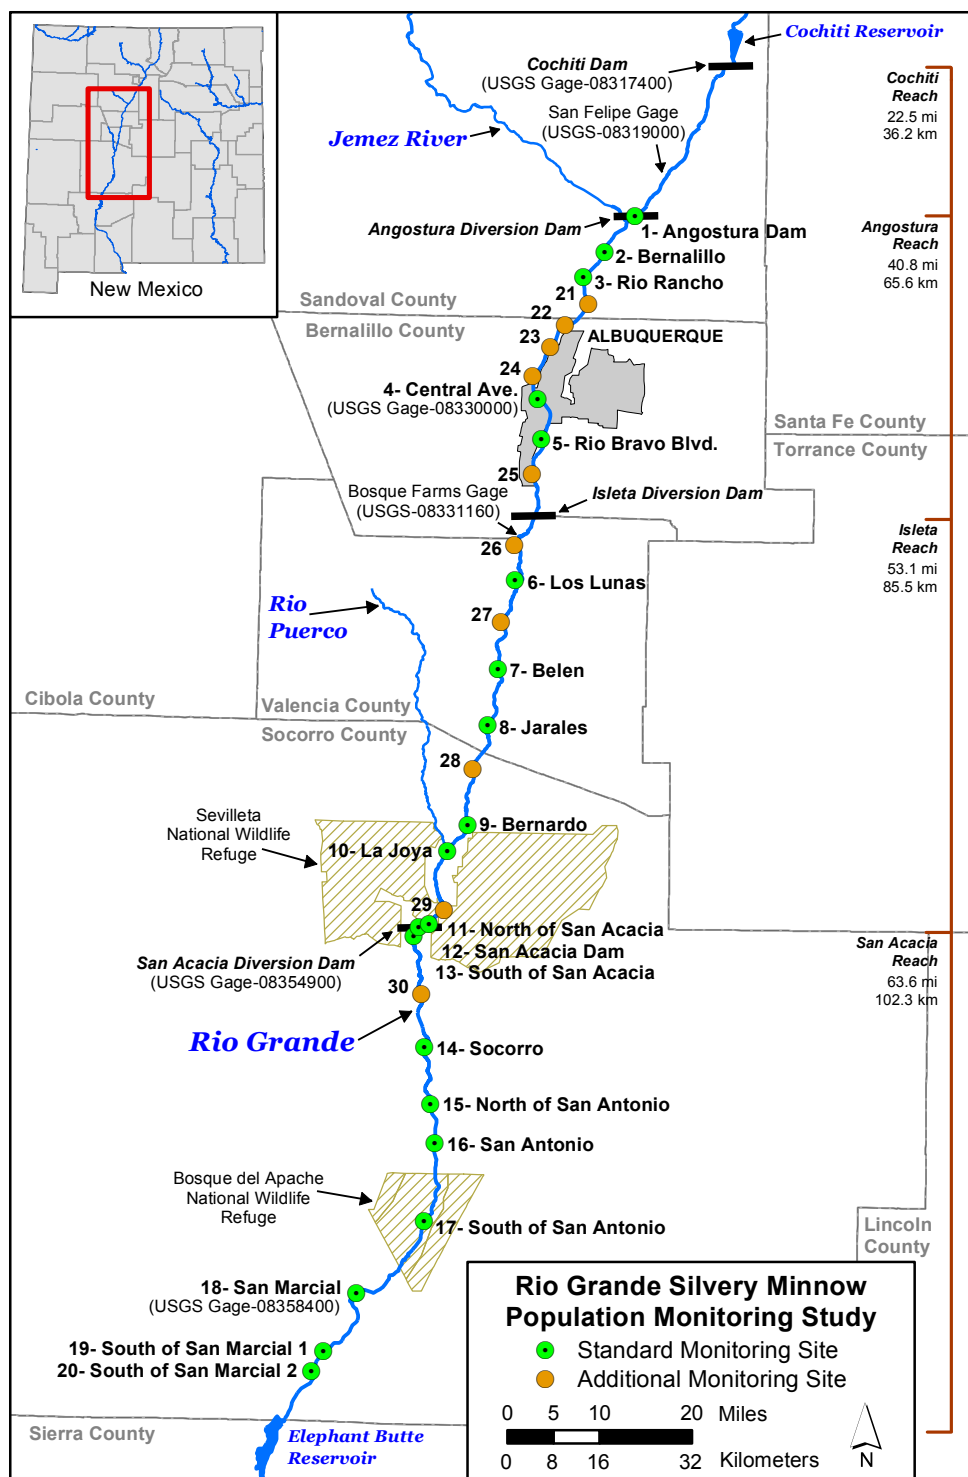 New Mexico
Cochiti Reservoir
Cochiti Dam
(USGS Gage-08317400)
San Felipe Gage
(USGS-08319000)
Jemez River
Cochiti
Reach
22.5 mi
36.2 km
Angostura Diversion Dam
1- Angostura Dam
2- Bernalillo
3- Rio Rancho
Angostura
Reach
40.8 mi
65.6 km
21
Sandoval County
Bernalillo County
22
23
ALBUQUERQUE
24
4- Central Ave.
(USGS Gage-08330000)
5- Rio Bravo Blvd.
Santa Fe County
Torrance County
25
Bosque Farms Gage
(USGS-08331160)
Isleta Diversion Dam
26
Isleta
Reach
53.1 mi
85.5 km
6- Los Lunas
Rio
Puerco
27
7- Belen
Cibola County
Valencia County
Socorro County
8- Jarales
28
Sevilleta
National Wildlife
Refuge
9- Bernardo
10- La Joya
29
11- North of San Acacia
12- San Acacia Dam
13- South of San Acacia
San Acacia Diversion Dam
(USGS Gage-08354900)
San Acacia
Reach
63.6 mi
102.3 km
30
Rio Grande
14- Socorro
15- North of San Antonio
16- San Antonio
Bosque del Apache
National Wildlife
Refuge
17- South of San Antonio
Lincoln
County
18- San Marcial
(USGS Gage-08358400)
19- South of San Marcial 1
20- South of San Marcial 2
Sierra County
Elephant Butte
Reservoir
Rio Grande Silvery Minnow
Population Monitoring Study
Standard Monitoring Site
Additional Monitoring Site
0 5 10 20 Miles
0 8 16 32 Kilometers
N